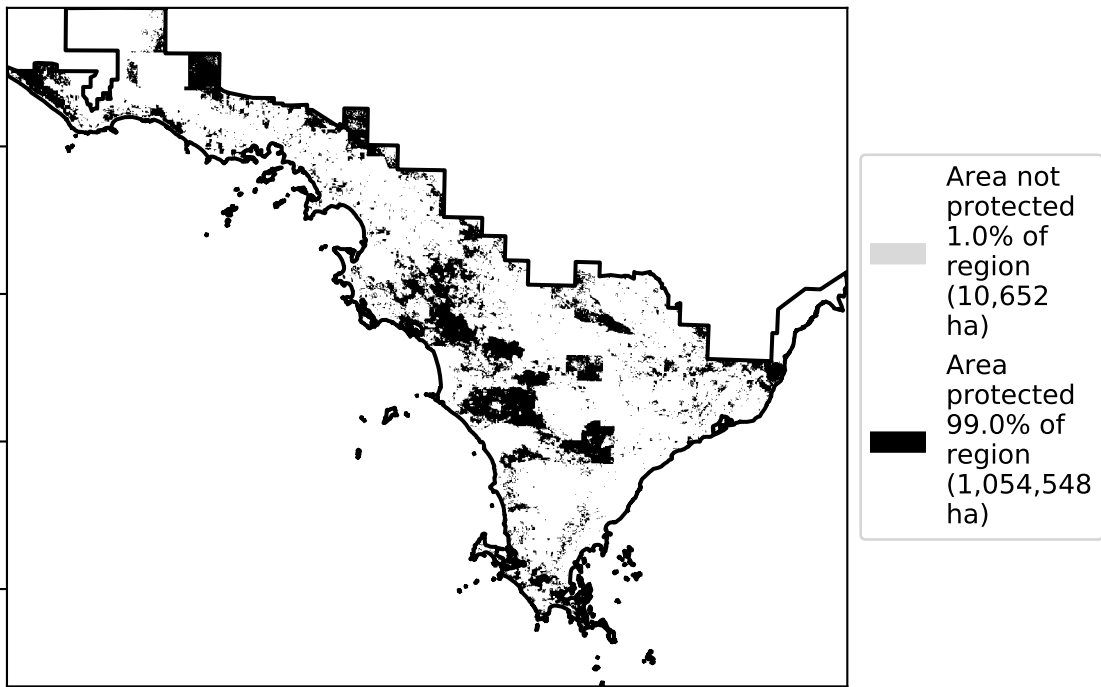 Area not
protected
1.0% of
region
(10,652
ha)
Area
protected
99.0% of
region
(1,054,548
ha)